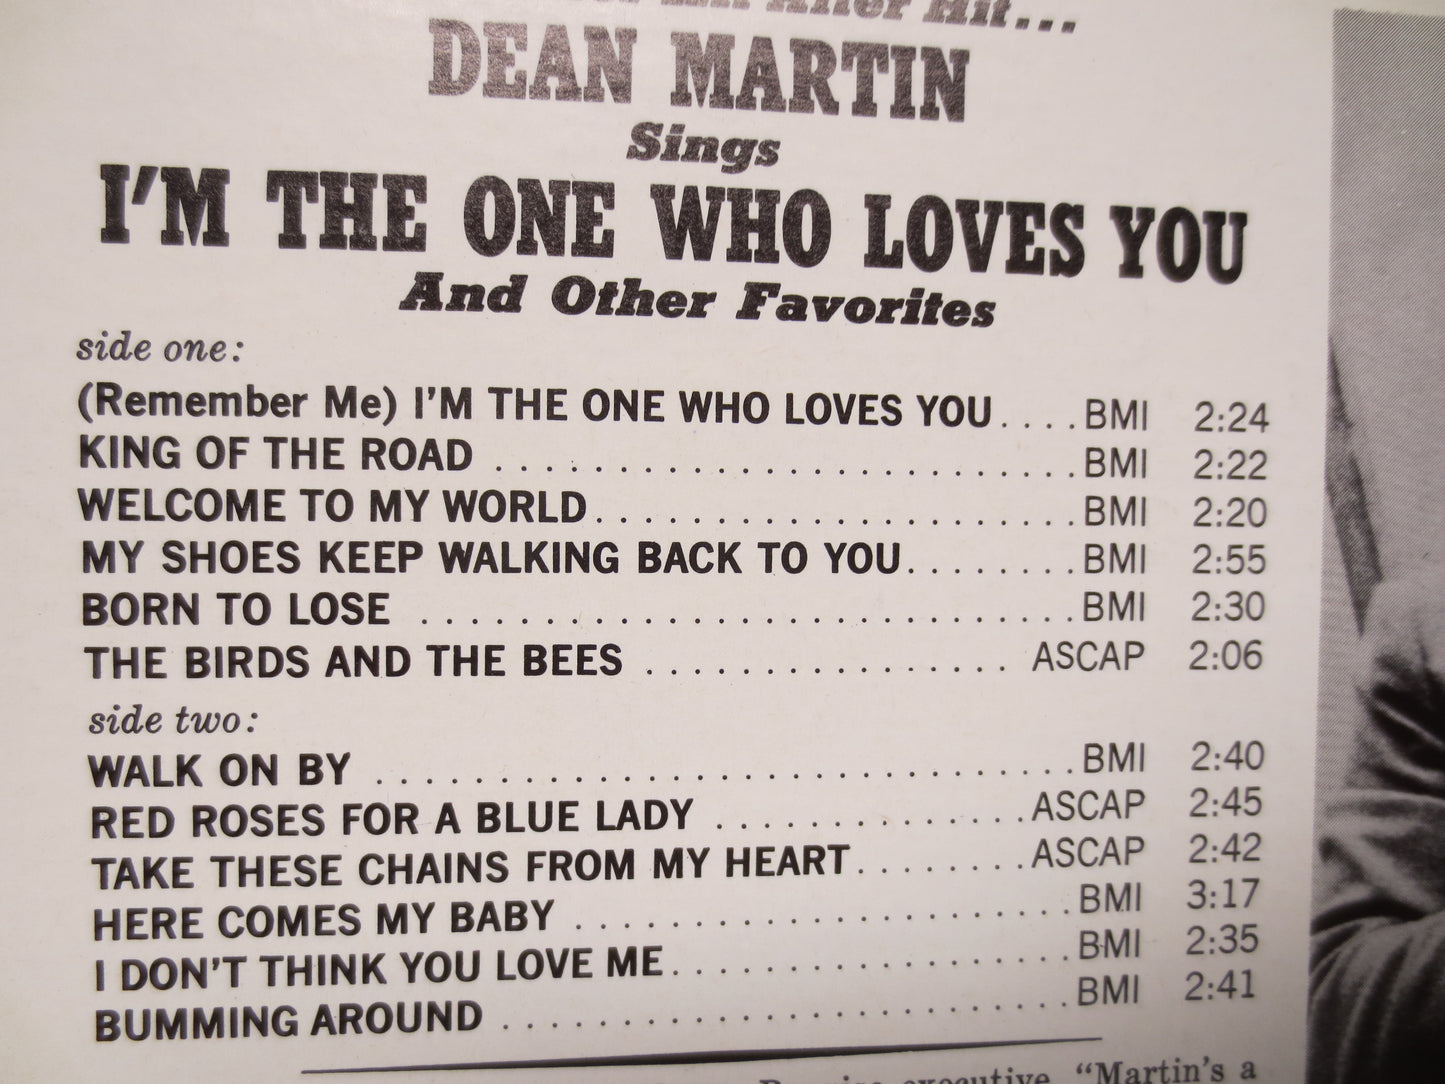 After Hit...
DEAN MARTIN
Sings
I'M THE ONE WHO LOVES YOU
And Other Favorites
side one:
(Remember Me) I'M THE ONE WHO LOVES YOU . . . . BMI 2:24
KING OF THE ROAD . . . . . . . . . . . . . . . . . . . . . . . . . . . . BMI 2:22
WELCOME TO MY WORLD . . . . . . . . . . . . . . . . . . . . . . . BMI 2:20
MY SHOES KEEP WALKING BACK TO YOU . . . . . . . . BMI 2:55
BORN TO LOSE . . . . . . . . . . . . . . . . . . . . . . . . . . . . . . . BMI 2:30
THE BIRDS AND THE BEES . . . . . . . . . . . . . . . . . ASCAP 2:06
side two:
WALK ON BY . . . . . . . . . . . . . . . . . . . . . . . . . . . . . . . . . BMI 2:40
RED ROSES FOR A BLUE LADY . . . . . . . . . . . . . . . ASCAP 2:45
TAKE THESE CHAINS FROM MY HEART . . . . . . . . ASCAP 2:42
HERE COMES MY BABY . . . . . . . . . . . . . . . . . . . . . . . . BMI 3:17
I DON'T THINK YOU LOVE ME . . . . . . . . . . . . . . . . . . . BMI 2:35
BUMMING AROUND . . . . . . . . . . . . . . . . . . . . . . . . . . . BMI 2:41
executive, "Martin's a